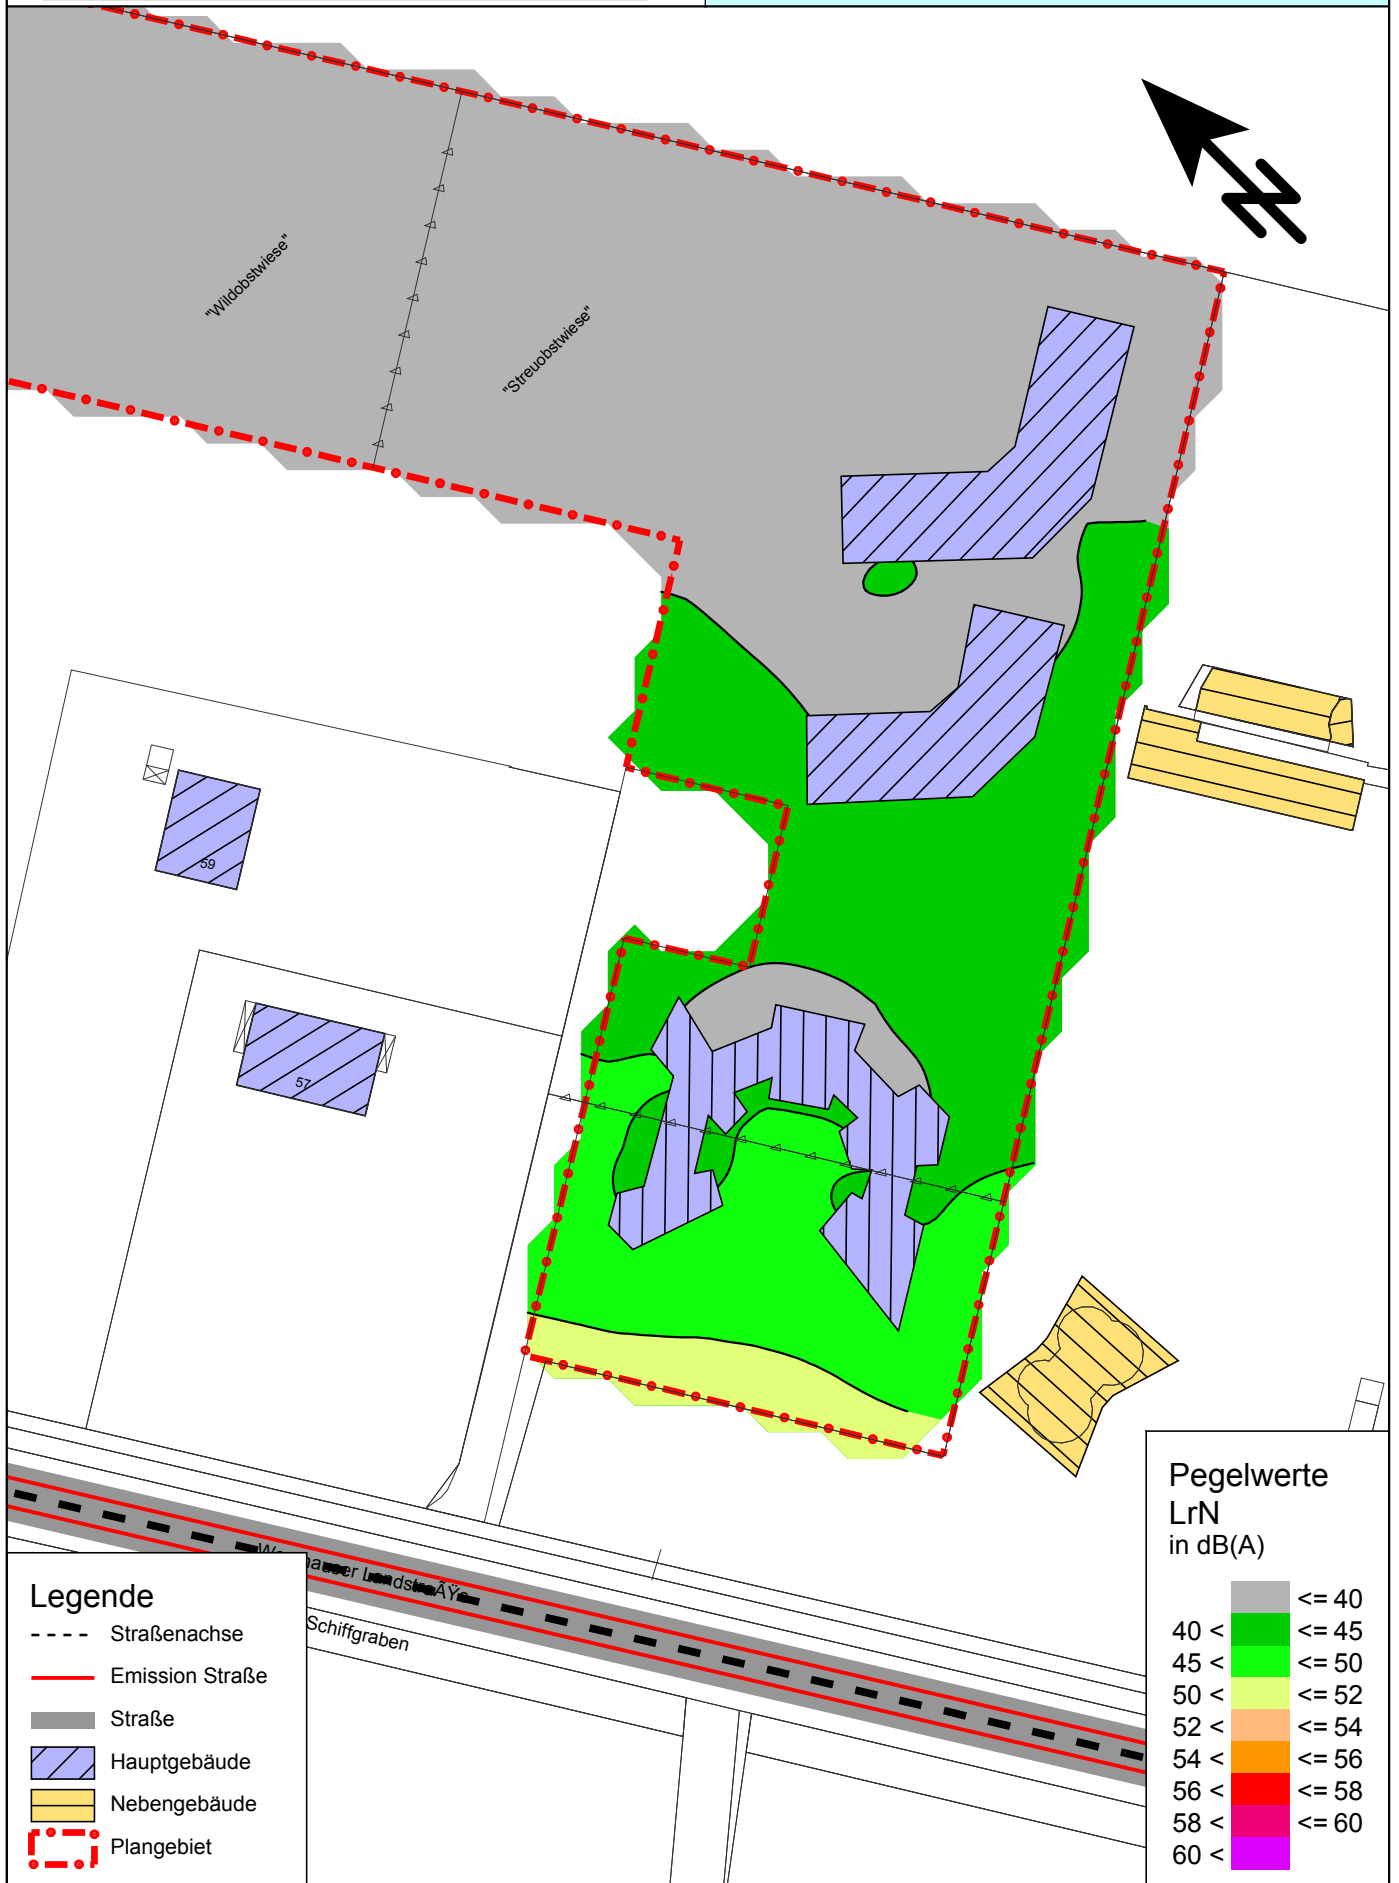 "Wildobstwiese"
"Streuobstwiese"
59
57
Landstraße
Schiffgraben
Legende
Straßenachse
Emission Straße
Straße
Hauptgebäude
Nebengebäude
Plangebiet
Pegelwerte
LrN
in dB(A)
<= 40
40 < <= 45
45 < <= 50
50 < <= 52
52 < <= 54
54 < <= 56
56 < <= 58
58 < <= 60
60 <